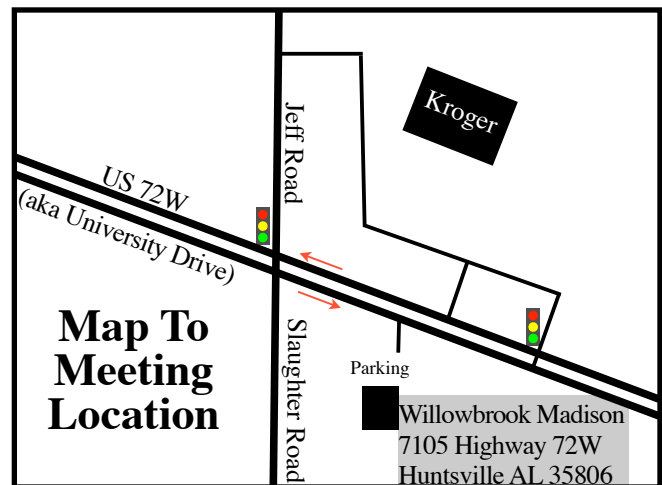 Kroger
Jeff Road
US 72W
(aka University Drive)
Map To
Meeting
Location
Slaughter Road
Parking
Willowbrook Madison
7105 Highway 72W
Huntsville AL 35806